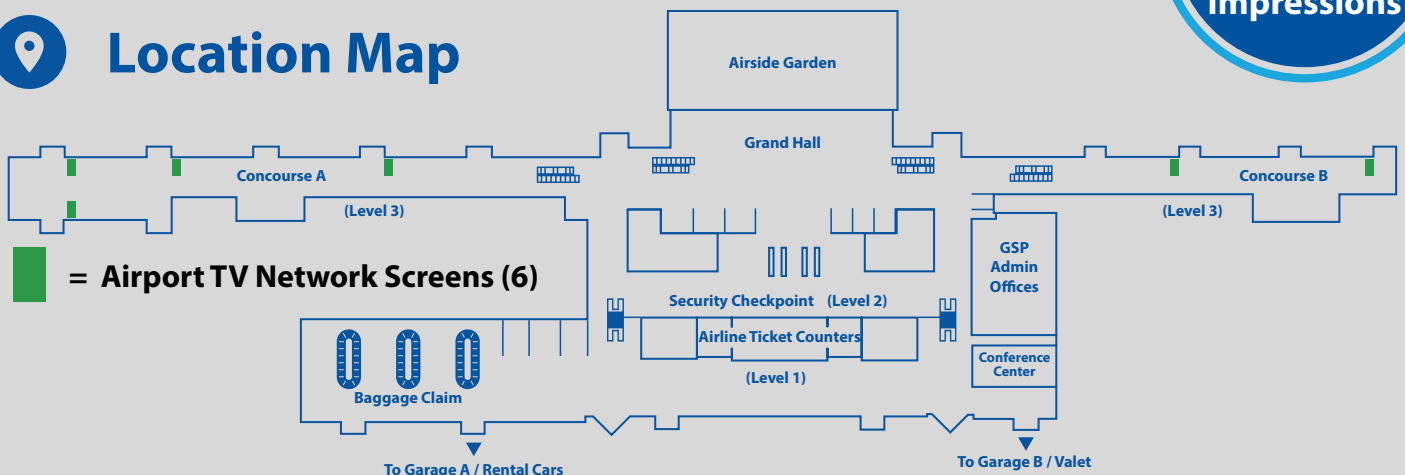 Impressions
Location Map
Airside Garden
Grand Hall
Concourse A
Concourse B
(Level 3)
(Level 3)
GSP
Admin
Offices
= Airport TV Network Screens (6)
Security Checkpoint (Level 2)
Airline Ticket Counters
Conference
Center
(Level 1)
Baggage Claim
To Garage A / Rental Cars
To Garage B / Valet